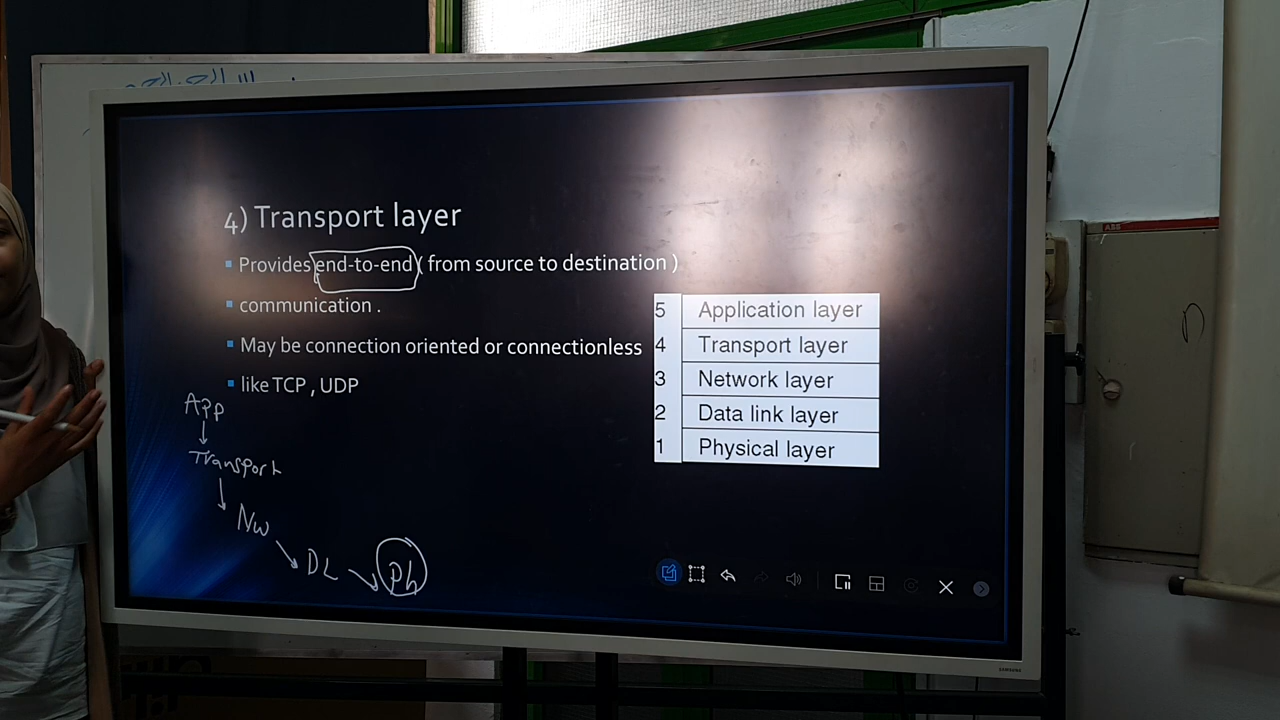 4) Transport layer
Provides end-to-end ( from source to destination )
communication .
May be connection oriented or connectionless
like TCP , UDP
5 Application layer
4 Transport layer
3 Network layer
2 Data link layer
1 Physical layer
App
Transport
Nw
DL
Ph
SAMSUNG
ABB